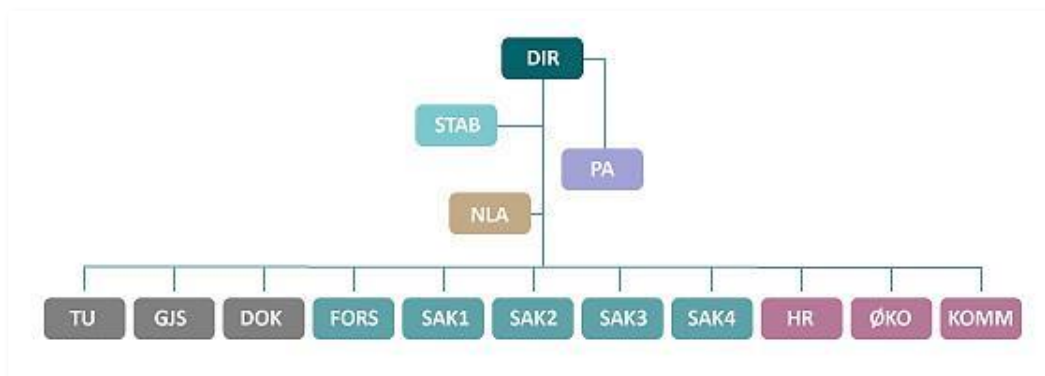 DIR
STAB
PA
NLA
TU GJS DOK FORS SAK1 SAK2 SAK3 SAK4 HR ØKO KOMM